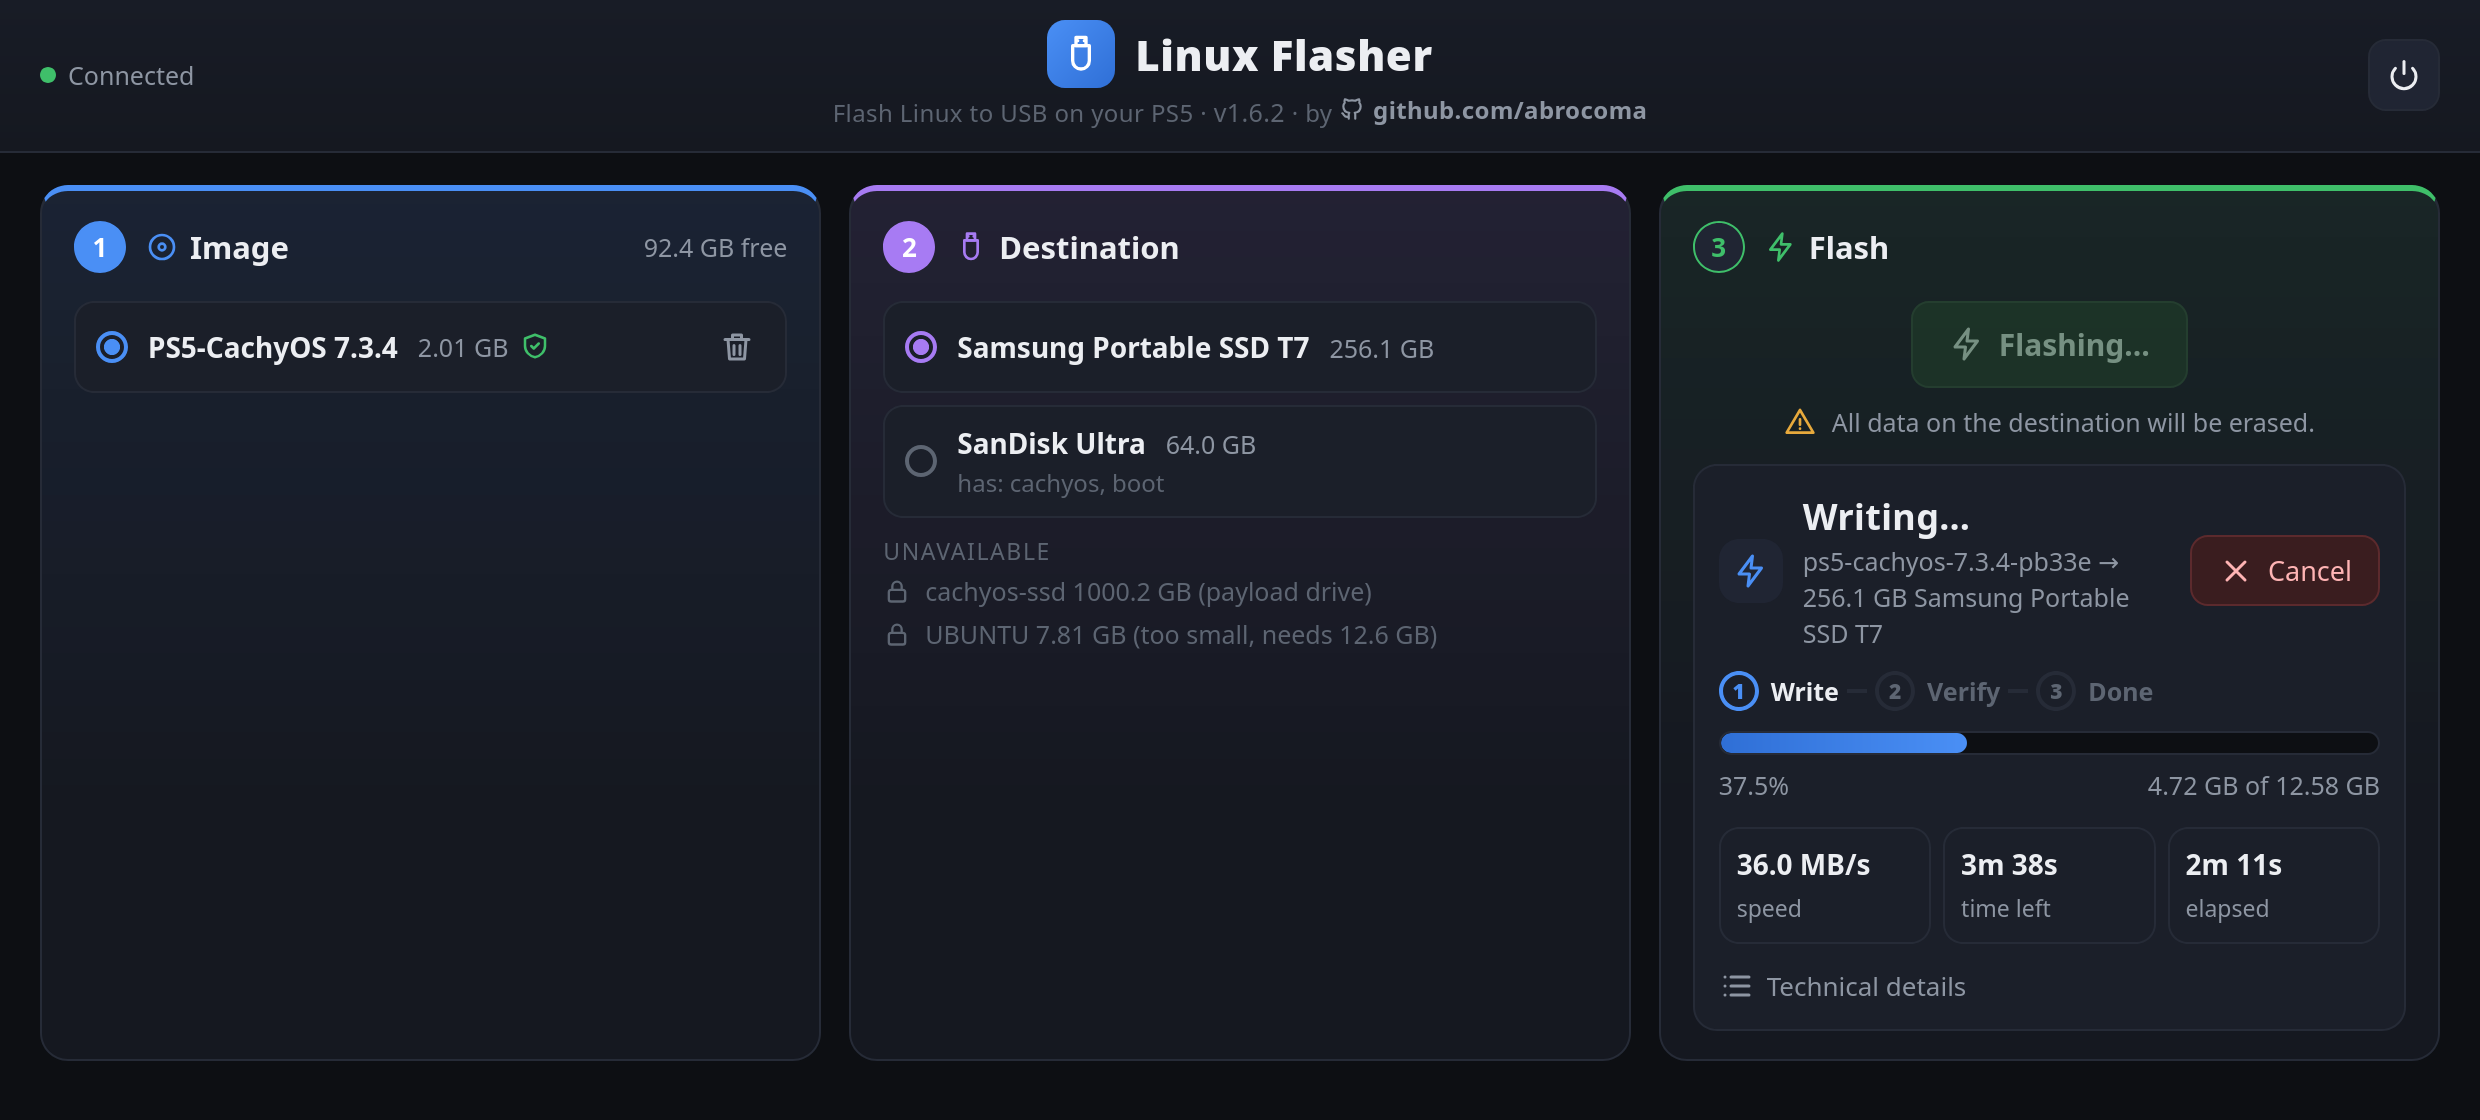 Connected
Linux Flasher
Flash Linux to USB on your PS5 · v1.6.2 · by github.com/abrocoma
1 Image 92.4 GB free
PS5-CachyOS 7.3.4 2.01 GB
2 Destination
Samsung Portable SSD T7 256.1 GB
SanDisk Ultra 64.0 GB
has: cachyos, boot
UNAVAILABLE
cachyos-ssd 1000.2 GB (payload drive)
UBUNTU 7.81 GB (too small, needs 12.6 GB)
3 Flash
Flashing...
All data on the destination will be erased.
Writing...
ps5-cachyos-7.3.4-pb33e →
256.1 GB Samsung Portable
SSD T7
Cancel
1 Write 2 Verify 3 Done
37.5% 4.72 GB of 12.58 GB
36.0 MB/s 3m 38s 2m 11s
speed time left elapsed
Technical details